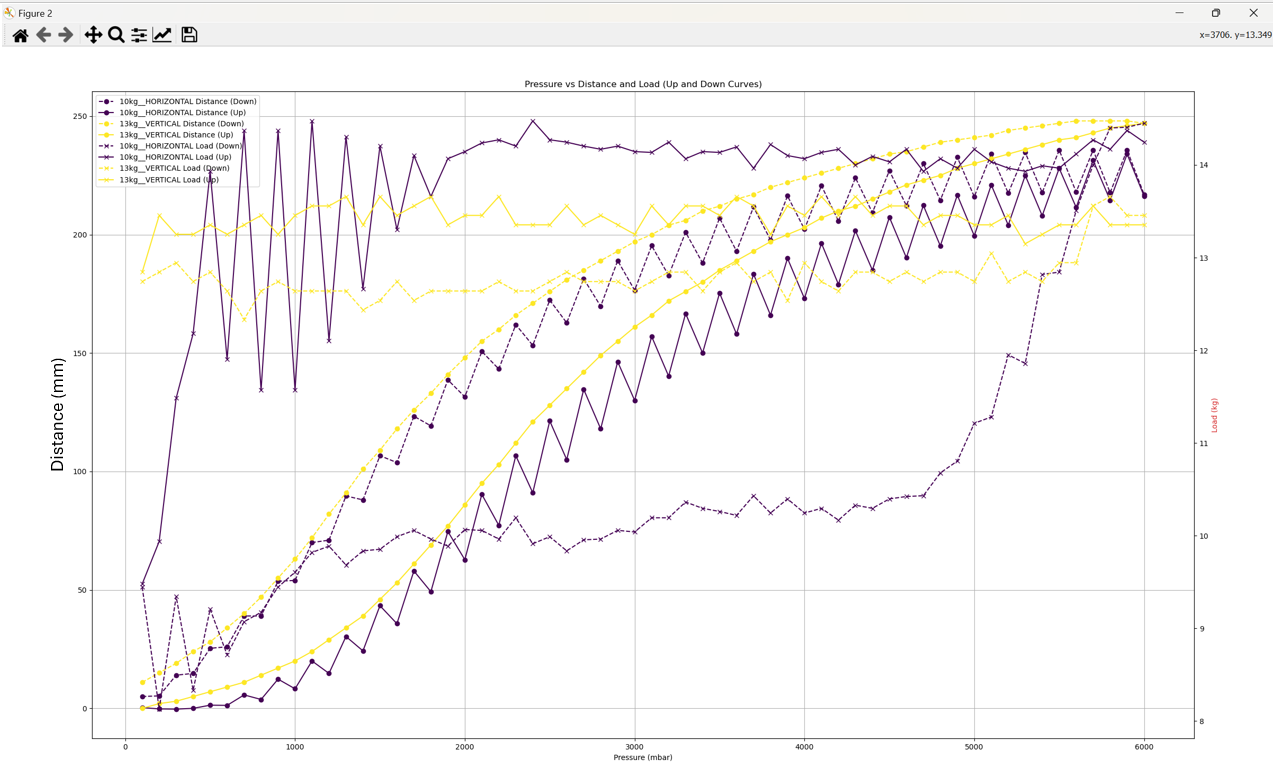 Figure 2
x=3706. y=13.349
Pressure vs Distance and Load (Up and Down Curves)
10kg__HORIZONTAL Distance (Down)
10kg__HORIZONTAL Distance (Up)
13kg__VERTICAL Distance (Down)
13kg__VERTICAL Distance (Up)
10kg__HORIZONTAL Load (Down)
10kg__HORIZONTAL Load (Up)
13kg__VERTICAL Load (Down)
13kg__VERTICAL Load (Up)
250
200
150
100
50
0
Distance (mm)
14
13
12
11
10
9
8
Load (kg)
0
1000
2000
3000
4000
5000
6000
Pressure (mbar)